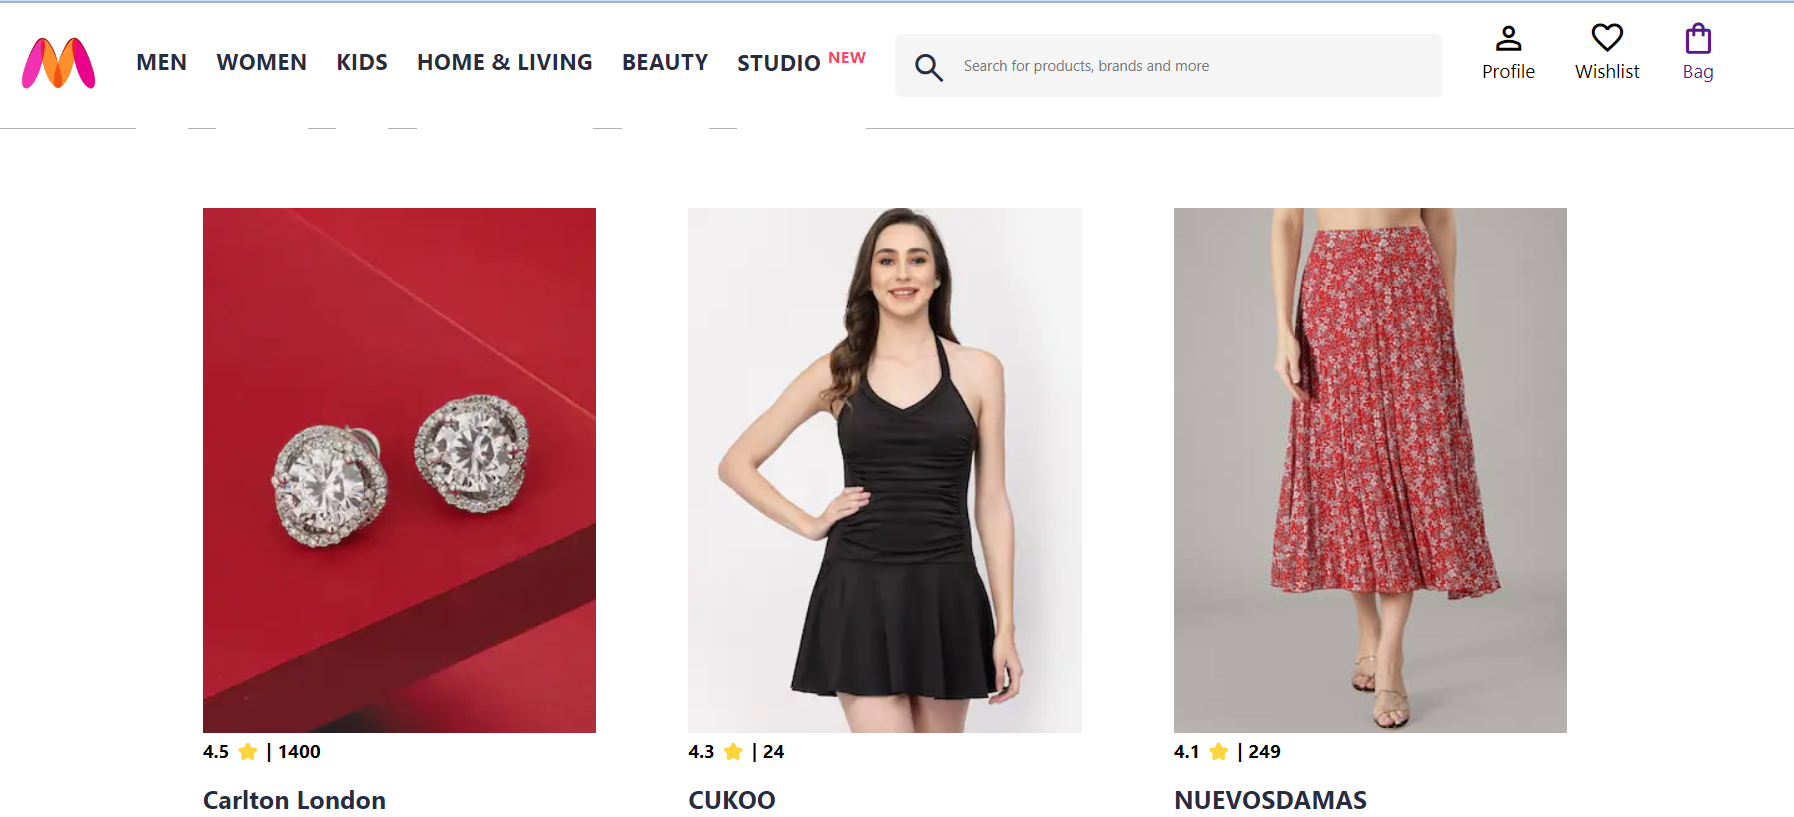 MEN WOMEN KIDS HOME & LIVING BEAUTY STUDIO NEW
Search for products, brands and more
Profile Wishlist Bag
4.5 ⭐ | 1400
Carlton London
4.3 ⭐ | 24
CUKOO
4.1 ⭐ | 249
NUEVOSDAMAS